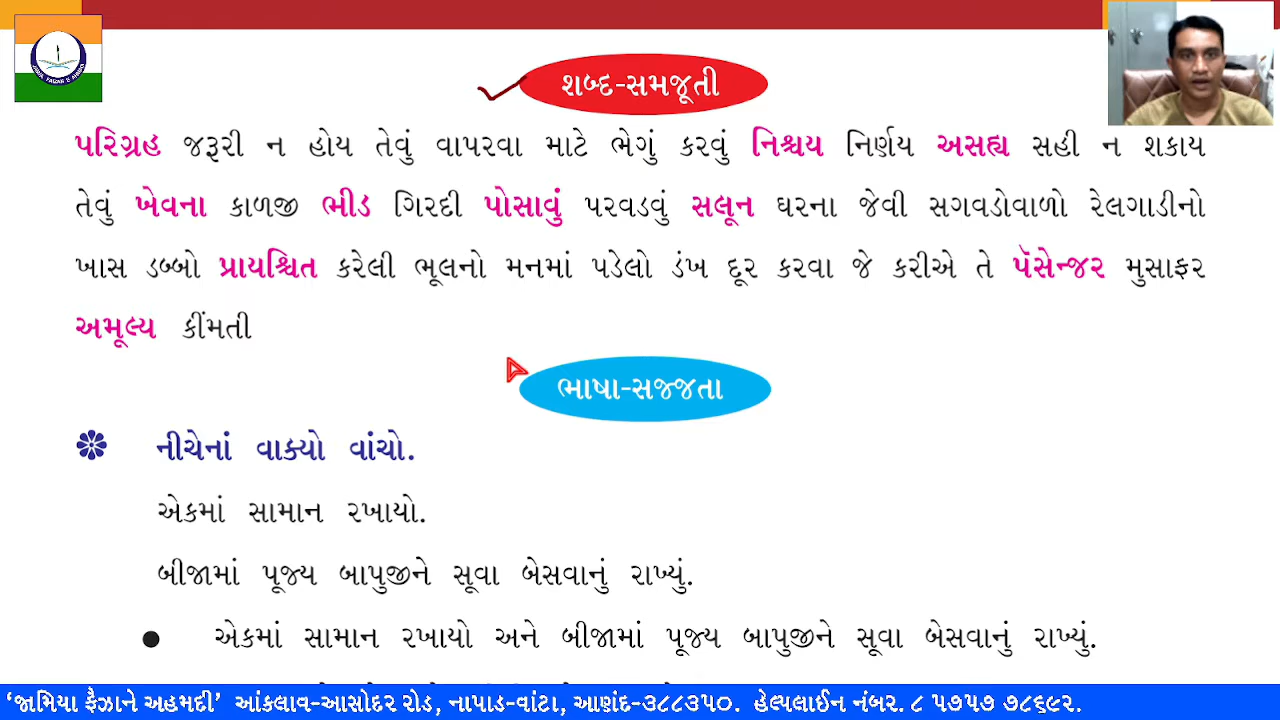 શબ્દ-સમજૂતી
પરિગ્રહ જરૂરી ન હોય તેવું વાપરવા માટે ભેગું કરવું નિશ્ચય નિર્ણય અસહ્ય સહી ન શકાય
તેવું ખેવના કાળજી ભીડ ગિરદી પોસાવું પરવડવું સલૂન ઘરના જેવી સગવડોવાળો રેલગાડીનો
ખાસ ડબ્બો પ્રાયશ્ચિત કરેલી ભૂલનો મનમાં પડેલો ડંખ દૂર કરવા જે કરીએ તે પૅસેન્જર મુસાફર
અમૂલ્ય કીંમતી
ભાષા-સજ્જતા
નીચેનાં વાક્યો વાંચો.
એકમાં સામાન રખાયો.
બીજામાં પૂજ્ય બાપુજીને સૂવા બેસવાનું રાખ્યું.
● એકમાં સામાન રખાયો અને બીજામાં પૂજ્ય બાપુજીને સૂવા બેસવાનું રાખ્યું.
‘જામિયા ફૈઝાને અહમદી’ આંકલાવ-આસોદર રોડ, નાપાડ-વાંટા, આણંદ-૩૮૮૩૫૦. હેલ્પલાઈન નંબર. ૮ ૫૭૫૭ ૭૮૬૯૨.